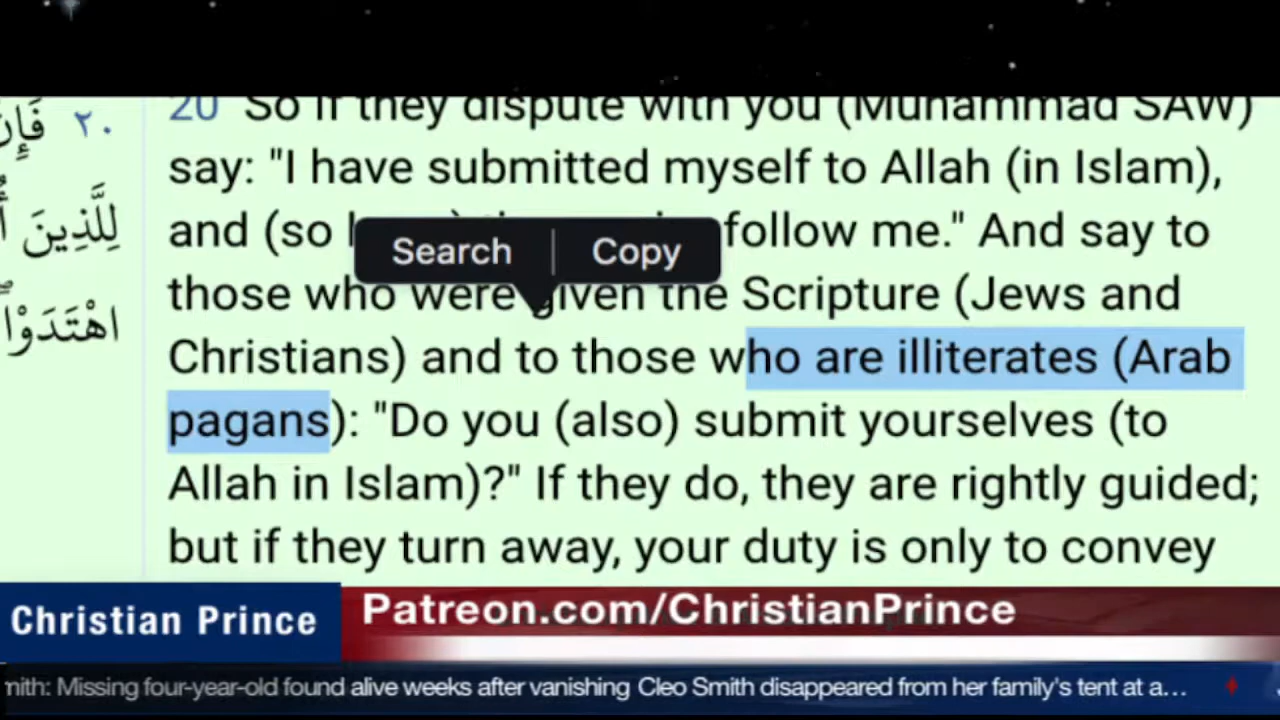 20 So if they dispute with you (Muhammad SAW)
say: "I have submitted myself to Allah (in Islam),
and (so follow me." And say to
Search Copy
those who were given the Scripture (Jews and
Christians) and to those who are illiterates (Arab
pagans): "Do you (also) submit yourselves (to
Allah in Islam)?" If they do, they are rightly guided;
but if they turn away, your duty is only to convey
٢٠
لِلَّذِينَ
اهْتَدَوْا
Christian Prince
Patreon.com/ChristianPrince
mith: Missing four-year-old found alive weeks after vanishing Cleo Smith disappeared from her family's tent at a...